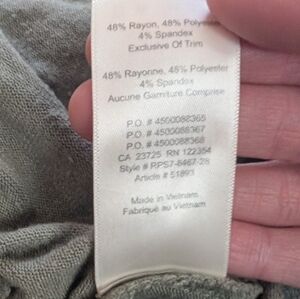 48% Rayon, 48% Polyester
4% Spandex
Exclusive Of Trim
48% Rayonne, 48% Polyester
4% Spandex
Aucune Garniture Comprise
P.O. # 4500088365
P.O. # 4500088367
P.O. # 4500088368
CA 23725 RN 122354
Style # RPS7-8467-28
Article # 51893
Made in Vietnam
Fabriqué au Vietnam